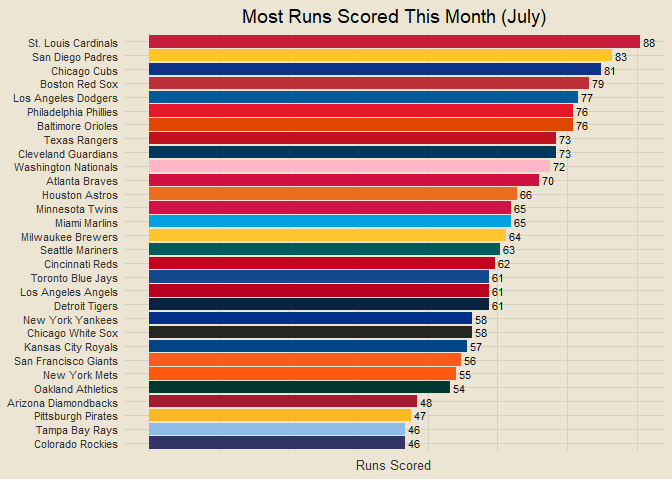 Most Runs Scored This Month (July)
St. Louis Cardinals 88
San Diego Padres 83
Chicago Cubs 81
Boston Red Sox 79
Los Angeles Dodgers 77
Philadelphia Phillies 76
Baltimore Orioles 76
Texas Rangers 73
Cleveland Guardians 73
Washington Nationals 72
Atlanta Braves 70
Houston Astros 66
Minnesota Twins 65
Miami Marlins 65
Milwaukee Brewers 64
Seattle Mariners 63
Cincinnati Reds 62
Toronto Blue Jays 61
Los Angeles Angels 61
Detroit Tigers 61
New York Yankees 58
Chicago White Sox 58
Kansas City Royals 57
San Francisco Giants 56
New York Mets 55
Oakland Athletics 54
Arizona Diamondbacks 48
Pittsburgh Pirates 47
Tampa Bay Rays 46
Colorado Rockies 46
Runs Scored